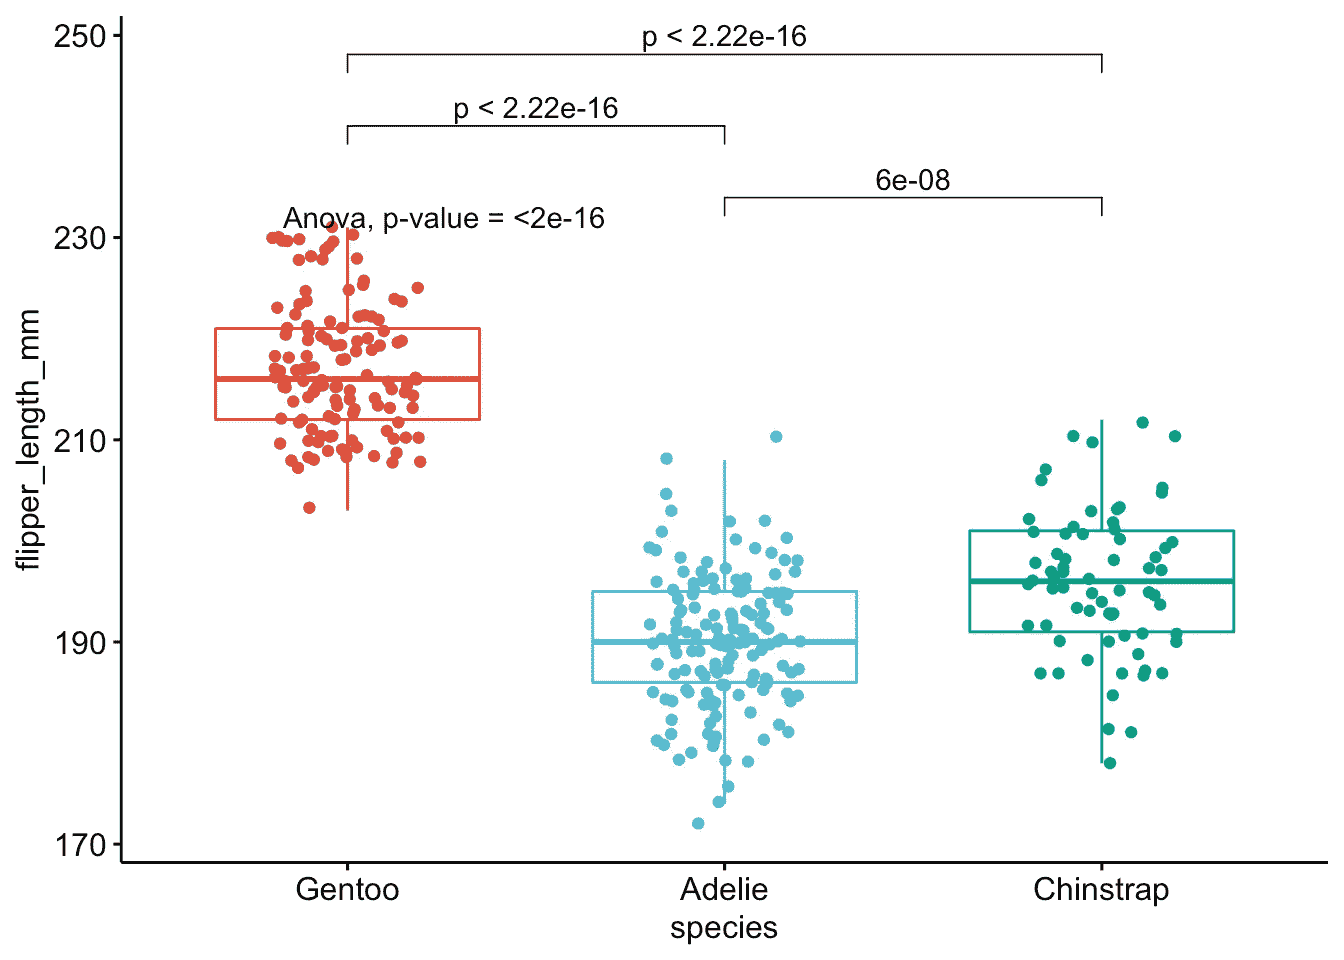 250
p < 2.22e-16
p < 2.22e-16
6e-08
Anova, p-value = <2e-16
230
flipper_length_mm
210
190
170
Gentoo
Adelie
Chinstrap
species